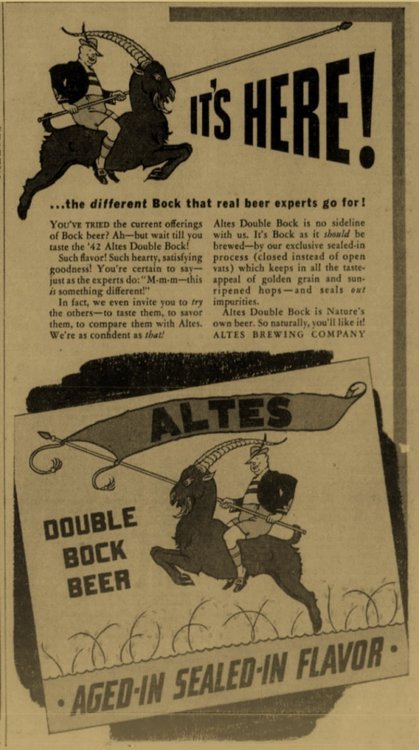 IT'S HERE!
...the different Bock that real beer experts go for!
YOU'VE TRIED the current offerings
of Bock beer? Ah—but wait till you
taste the '42 Altes Double Bock!
Such flavor! Such hearty, satisfying
goodness! You're certain to say—
just as the experts do: "M-m-m—this
is something different!"
In fact, we even invite you to try
the others—to taste them, to savor
them, to compare them with Altes.
We're as confident as that!
Altes Double Bock is no sideline
with us. It's Bock as it should be
brewed—by our exclusive sealed-in
process (closed instead of open
vats) which keeps in all the taste-
appeal of golden grain and sun-
ripened hops—and seals out
impurities.
Altes Double Bock is Nature's
own beer. So naturally, you'll like it!
ALTES BREWING COMPANY
ALTES
DOUBLE
BOCK
BEER
· AGED-IN SEALED-IN FLAVOR ·